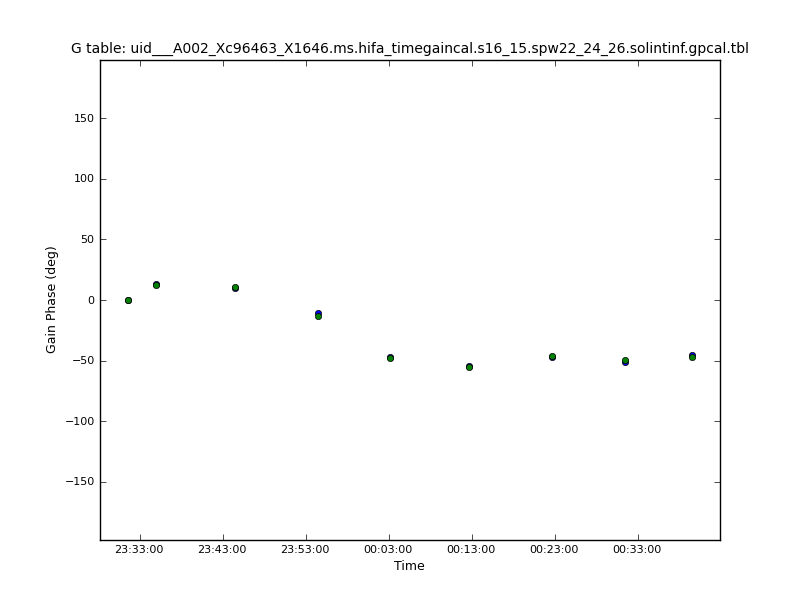 G table: uid___A002_Xc96463_X1646.ms.hifa_timegaincal.s16_15.spw22_24_26.solintinf.gpcal.tbl
150
100
50
0
−50
−100
−150
Gain Phase (deg)
23:33:00 23:43:00 23:53:00 00:03:00 00:13:00 00:23:00 00:33:00
Time